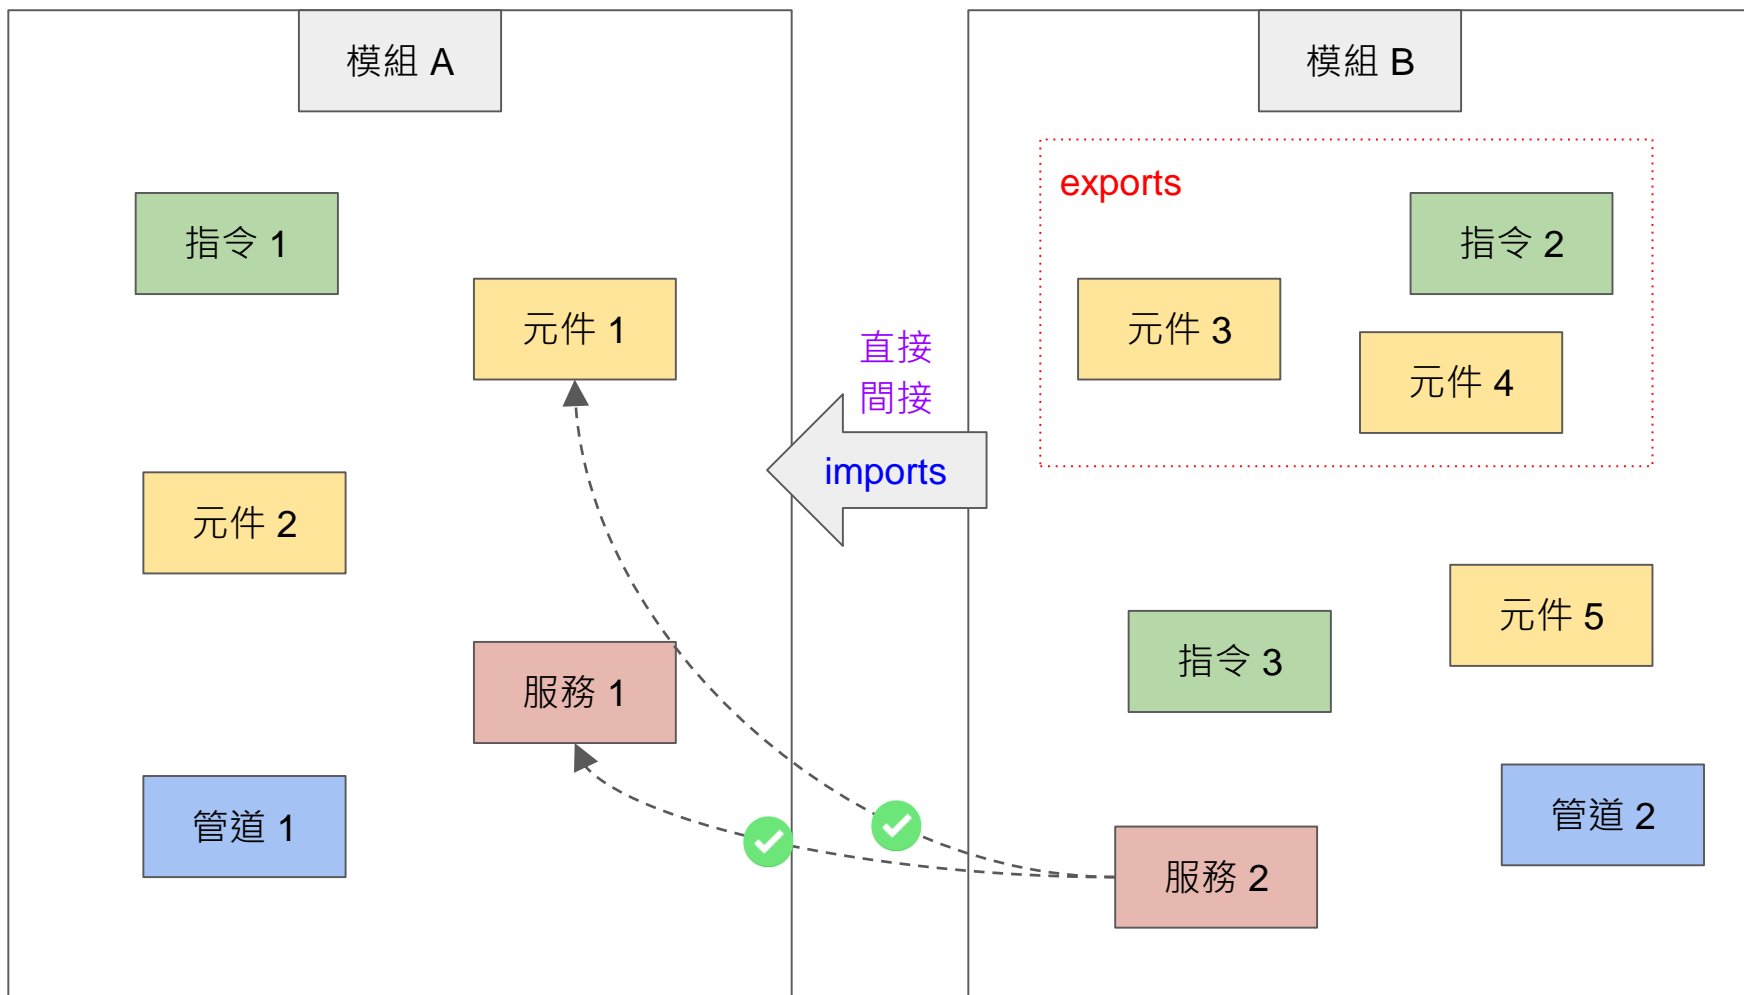 模組 A
指令 1
元件 1
元件 2
服務 1
管道 1
直接
間接
imports
模組 B
exports
指令 2
元件 3
元件 4
元件 5
指令 3
管道 2
服務 2